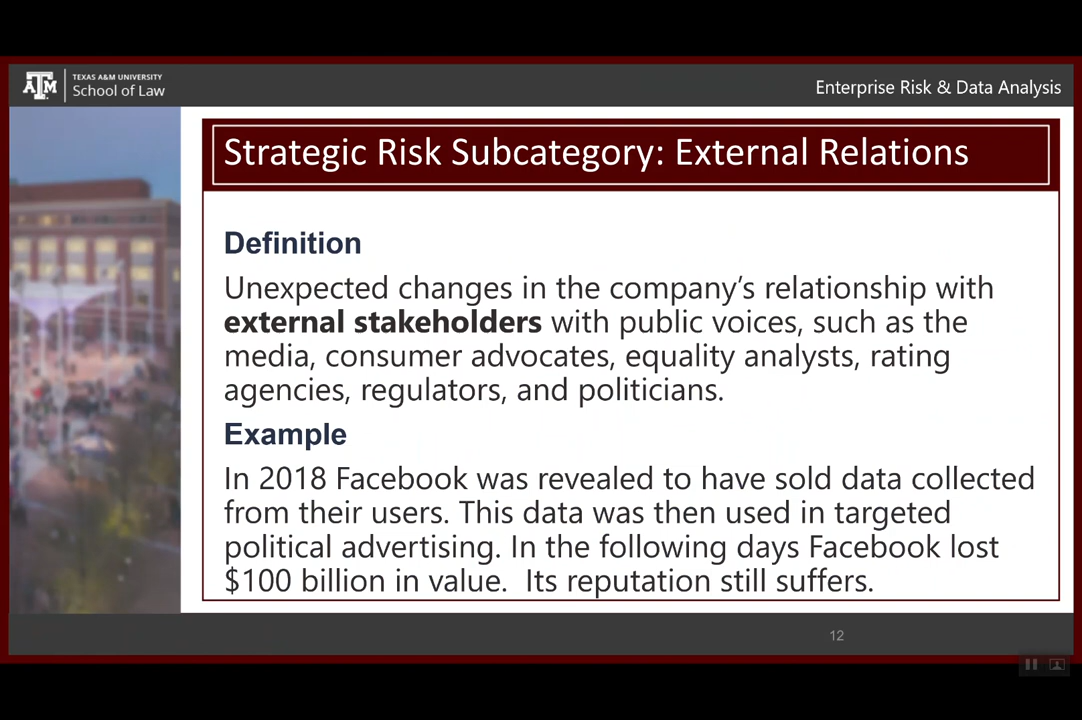 TEXAS A&M UNIVERSITY
School of Law
Enterprise Risk & Data Analysis
Strategic Risk Subcategory: External Relations
Definition
Unexpected changes in the company's relationship with
external stakeholders with public voices, such as the
media, consumer advocates, equality analysts, rating
agencies, regulators, and politicians.
Example
In 2018 Facebook was revealed to have sold data collected
from their users. This data was then used in targeted
political advertising. In the following days Facebook lost
$100 billion in value.  Its reputation still suffers.
12